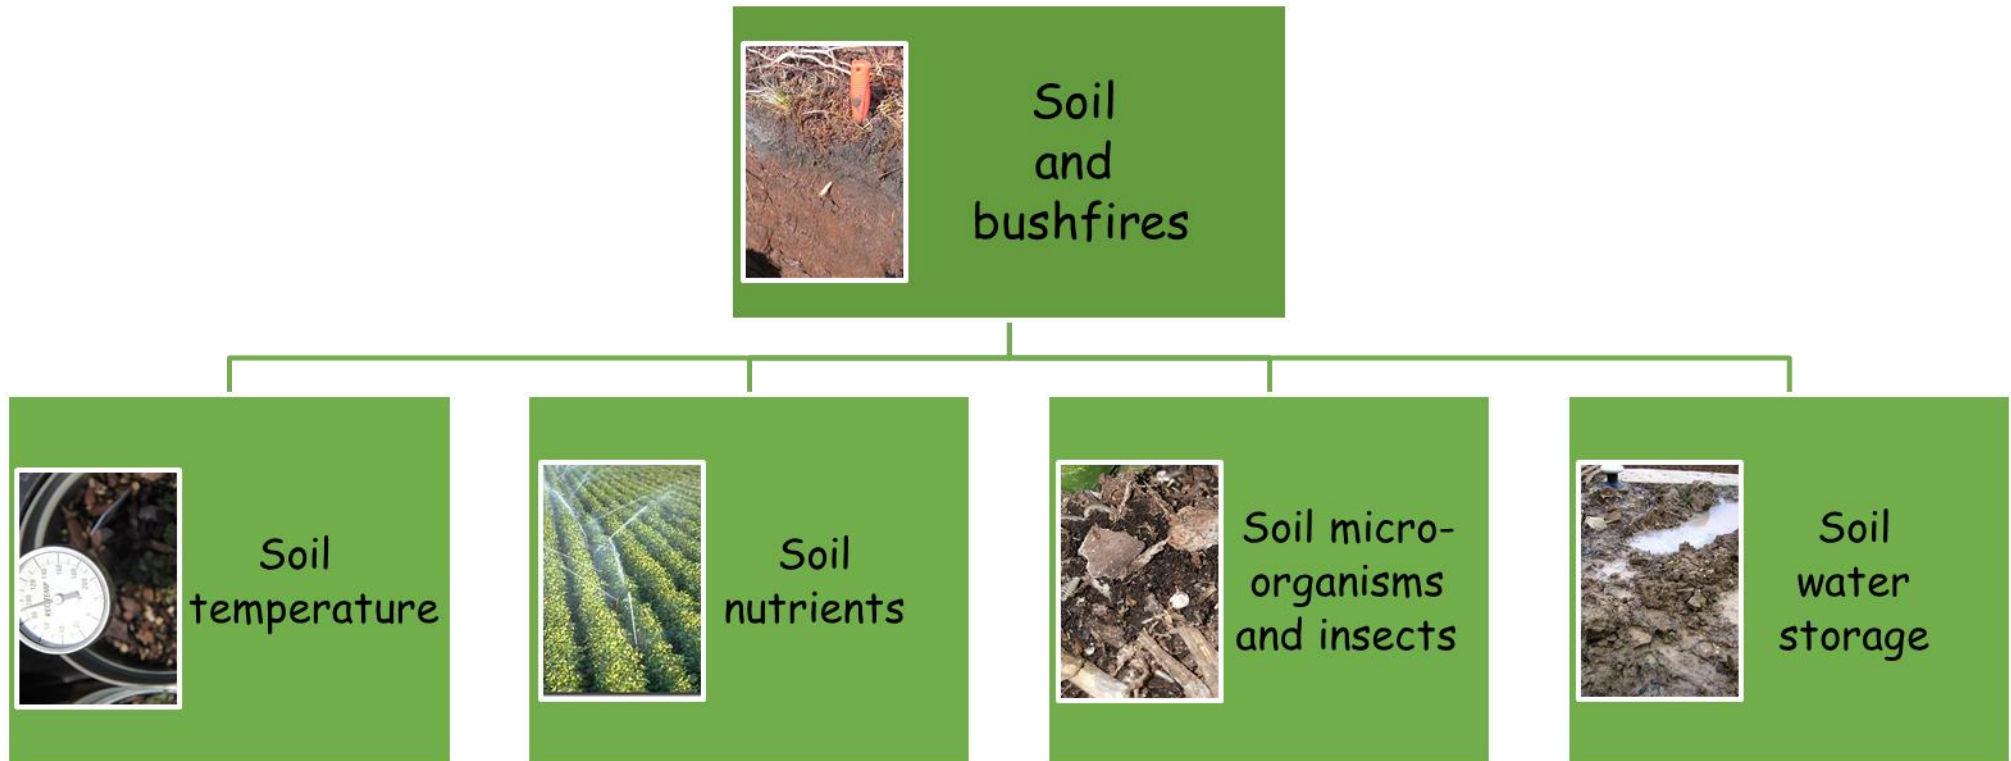 Soil
and
bushfires
Soil
temperature
Soil
nutrients
Soil micro-
organisms
and insects
Soil
water
storage